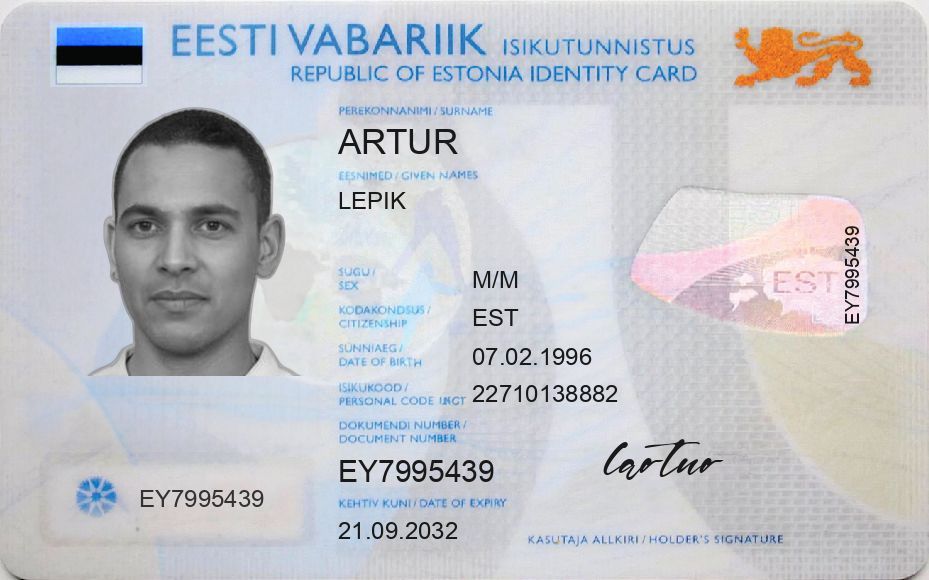 EESTI VABARIIK ISIKUTUNNISTUS
REPUBLIC OF ESTONIA IDENTITY CARD
PEREKONNANIMI / SURNAME
ARTUR
EESNIMED / GIVEN NAMES
LEPIK
SUGU /
SEX
M/M
KODAKONDSUS /
CITIZENSHIP
EST
SÜNNIAEG /
DATE OF BIRTH
07.02.1996
ISIKUKOOD /
PERSONAL CODE
22710138882
DOKUMENDI NUMBER /
DOCUMENT NUMBER
EY7995439
KEHTIV KUNI / DATE OF EXPIRY
21.09.2032
EY7995439
EST
EY7995439
KASUTAJA ALLKIRI / HOLDER'S SIGNATURE